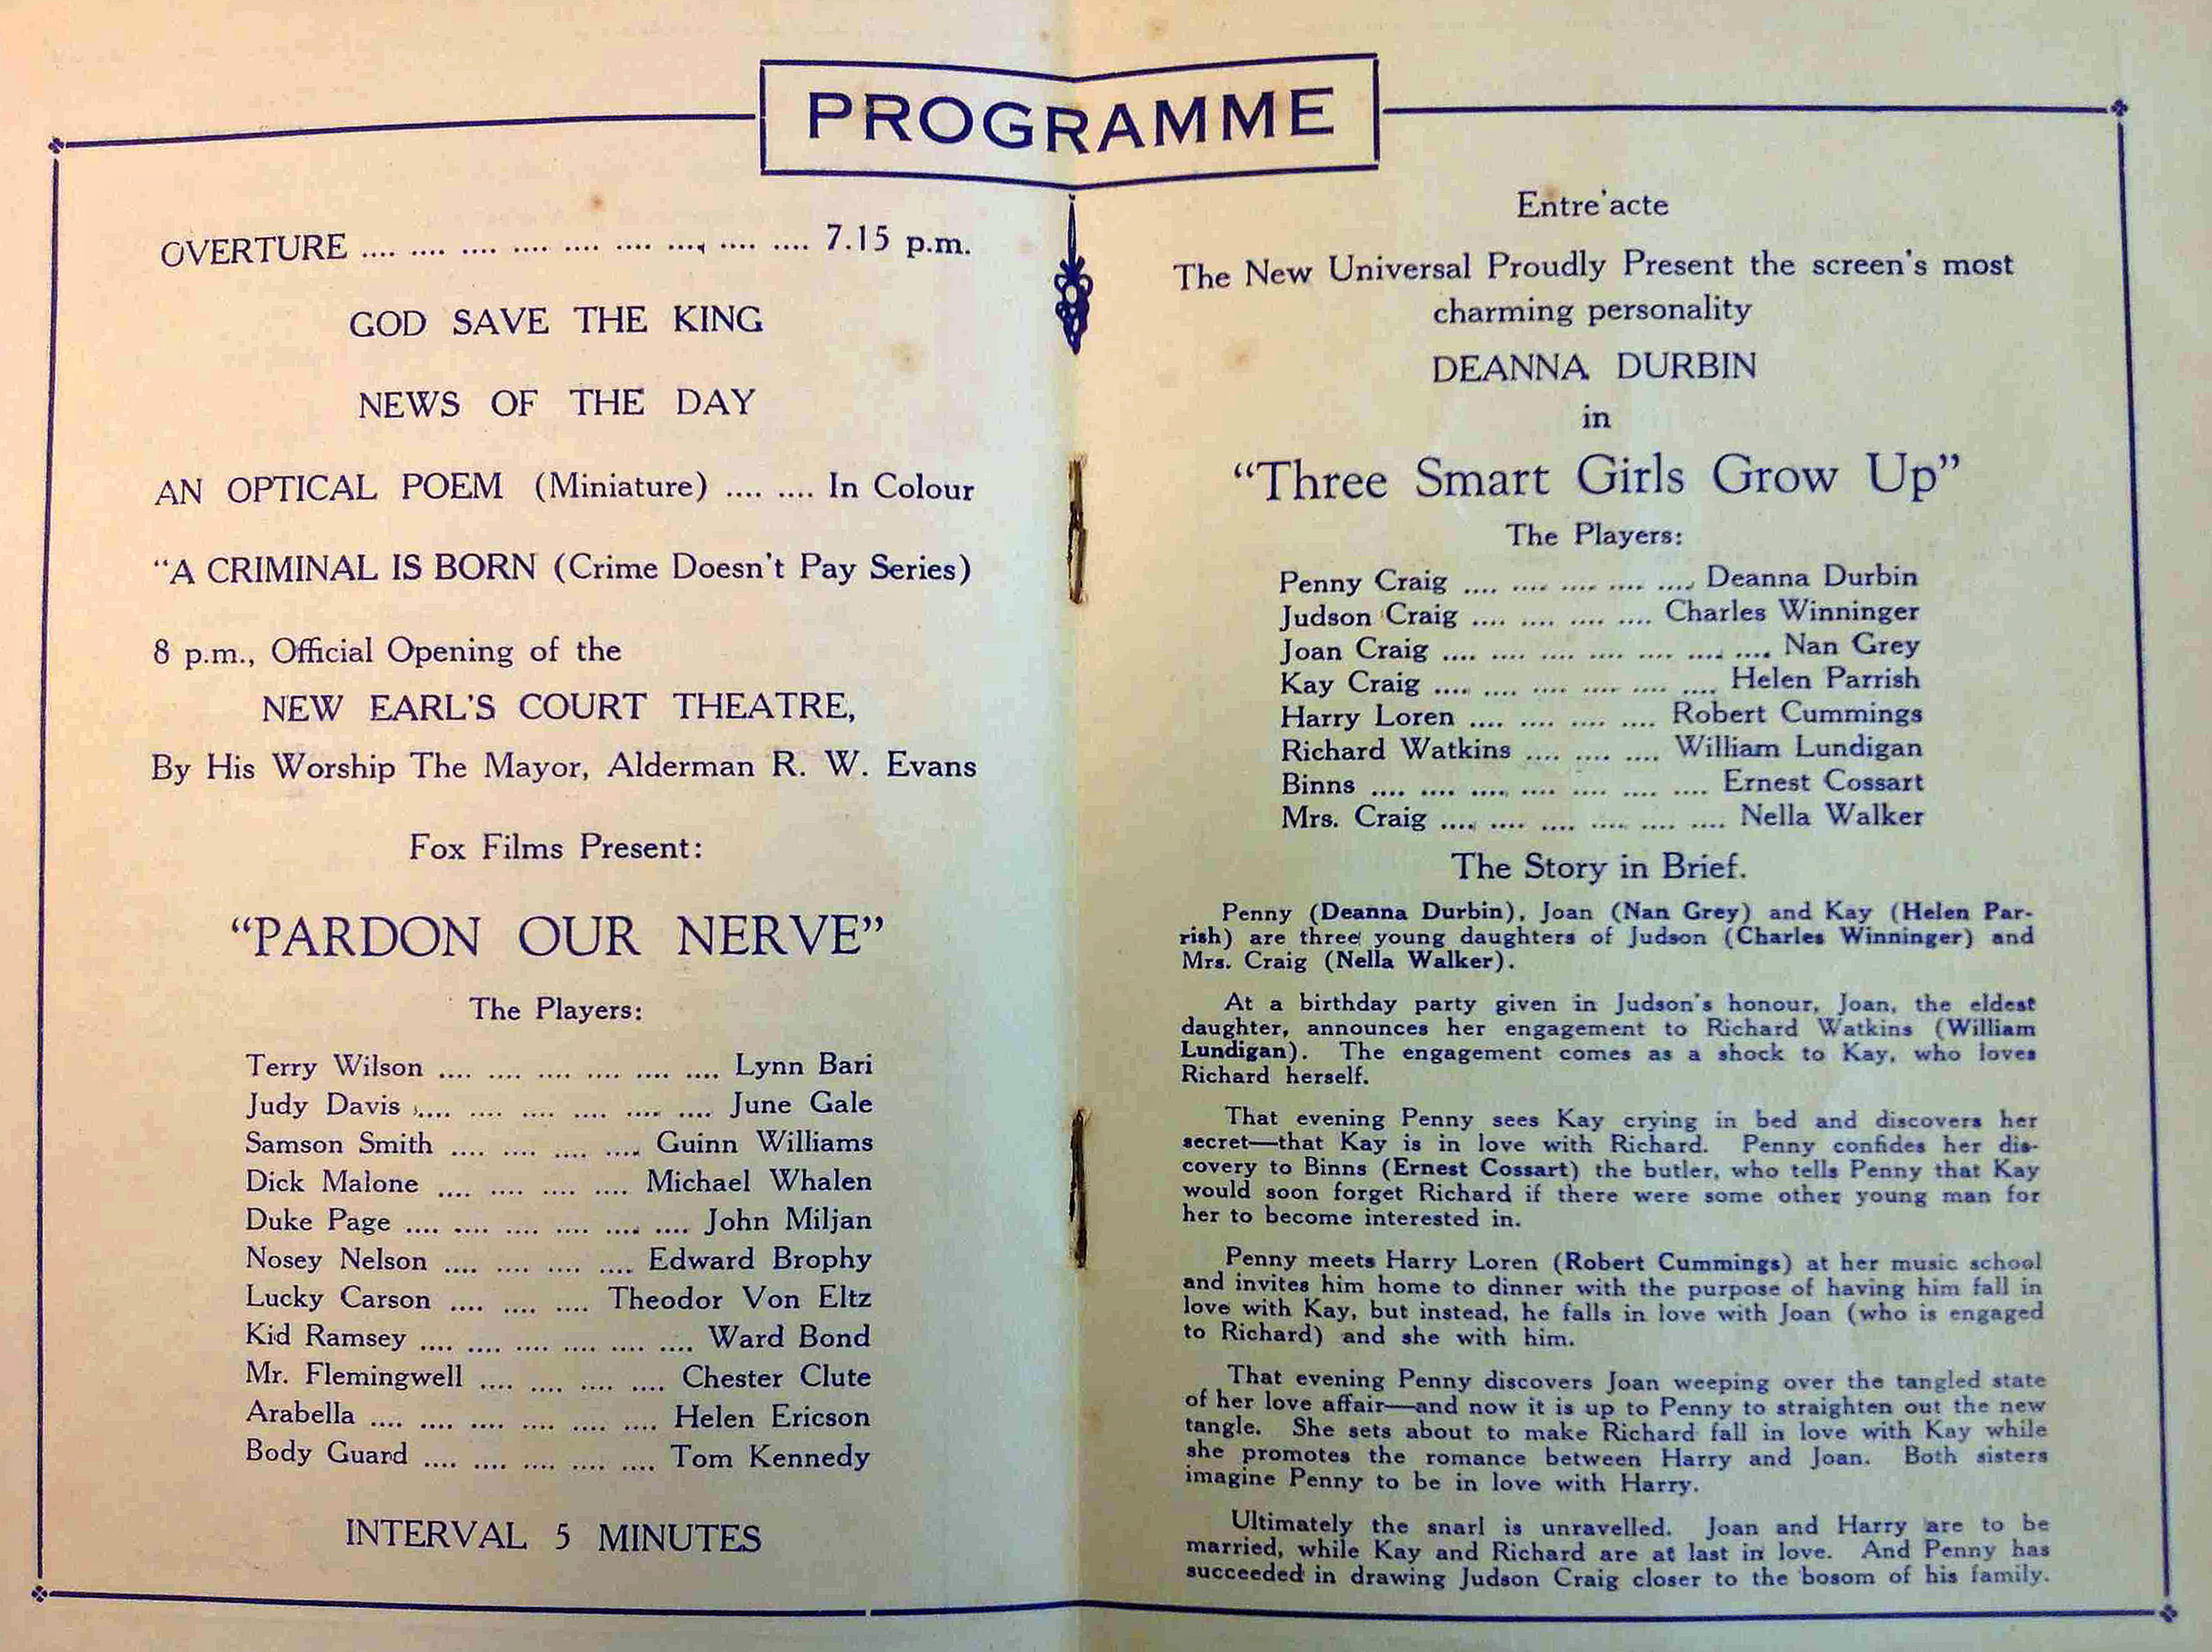 PROGRAMME
OVERTURE .... .... .... .... .... .... .... .... .... 7.15 p.m.
GOD SAVE THE KING
NEWS OF THE DAY
AN OPTICAL POEM (Miniature) .... .... In Colour
"A CRIMINAL IS BORN (Crime Doesn't Pay Series)
8 p.m., Official Opening of the
NEW EARL'S COURT THEATRE,
By His Worship The Mayor, Alderman R. W. Evans
Fox Films Present:
"PARDON OUR NERVE"
The Players:
Terry Wilson .... .... .... .... .... .... Lynn Bari
Judy Davis .... .... .... .... .... .... June Gale
Samson Smith .... .... .... .... Guinn Williams
Dick Malone .... .... .... .... Michael Whalen
Duke Page .... .... .... .... .... .... John Miljan
Nosey Nelson .... .... .... .... Edward Brophy
Lucky Carson .... .... .... Theodor Von Eltz
Kid Ramsey .... .... .... .... .... .... Ward Bond
Mr. Flemingwell .... .... .... .... Chester Clute
Arabella .... .... .... .... .... .... Helen Ericson
Body Guard .... .... .... .... .... Tom Kennedy
INTERVAL 5 MINUTES
Entre'acte
The New Universal Proudly Present the screen's most
charming personality
DEANNA DURBIN
in
"Three Smart Girls Grow Up"
The Players:
Penny Craig .... .... .... .... .... Deanna Durbin
Judson Craig .... .... .... .... Charles Winninger
Joan Craig .... .... .... .... .... .... .... Nan Grey
Kay Craig .... .... .... .... .... .... Helen Parrish
Harry Loren .... .... .... .... Robert Cummings
Richard Watkins .... .... .... William Lundigan
Binns .... .... .... .... .... .... .... Ernest Cossart
Mrs. Craig .... .... .... .... .... .... Nella Walker
The Story in Brief.
Penny (Deanna Durbin), Joan (Nan Grey) and Kay (Helen Par-
rish) are three young daughters of Judson (Charles Winninger) and
Mrs. Craig (Nella Walker).
At a birthday party given in Judson's honour, Joan, the eldest
daughter, announces her engagement to Richard Watkins (William
Lundigan). The engagement comes as a shock to Kay, who loves
Richard herself.
That evening Penny sees Kay crying in bed and discovers her
secret—that Kay is in love with Richard. Penny confides her dis-
covery to Binns (Ernest Cossart) the butler, who tells Penny that Kay
would soon forget Richard if there were some other young man for
her to become interested in.
Penny meets Harry Loren (Robert Cummings) at her music school
and invites him home to dinner with the purpose of having him fall in
love with Kay, but instead, he falls in love with Joan (who is engaged
to Richard) and she with him.
That evening Penny discovers Joan weeping over the tangled state
of her love affair—and now it is up to Penny to straighten out the new
tangle. She sets about to make Richard fall in love with Kay while
she promotes the romance between Harry and Joan. Both sisters
imagine Penny to be in love with Harry.
Ultimately the snarl is unravelled. Joan and Harry are to be
married, while Kay and Richard are at last in love. And Penny has
succeeded in drawing Judson Craig closer to the bosom of his family.